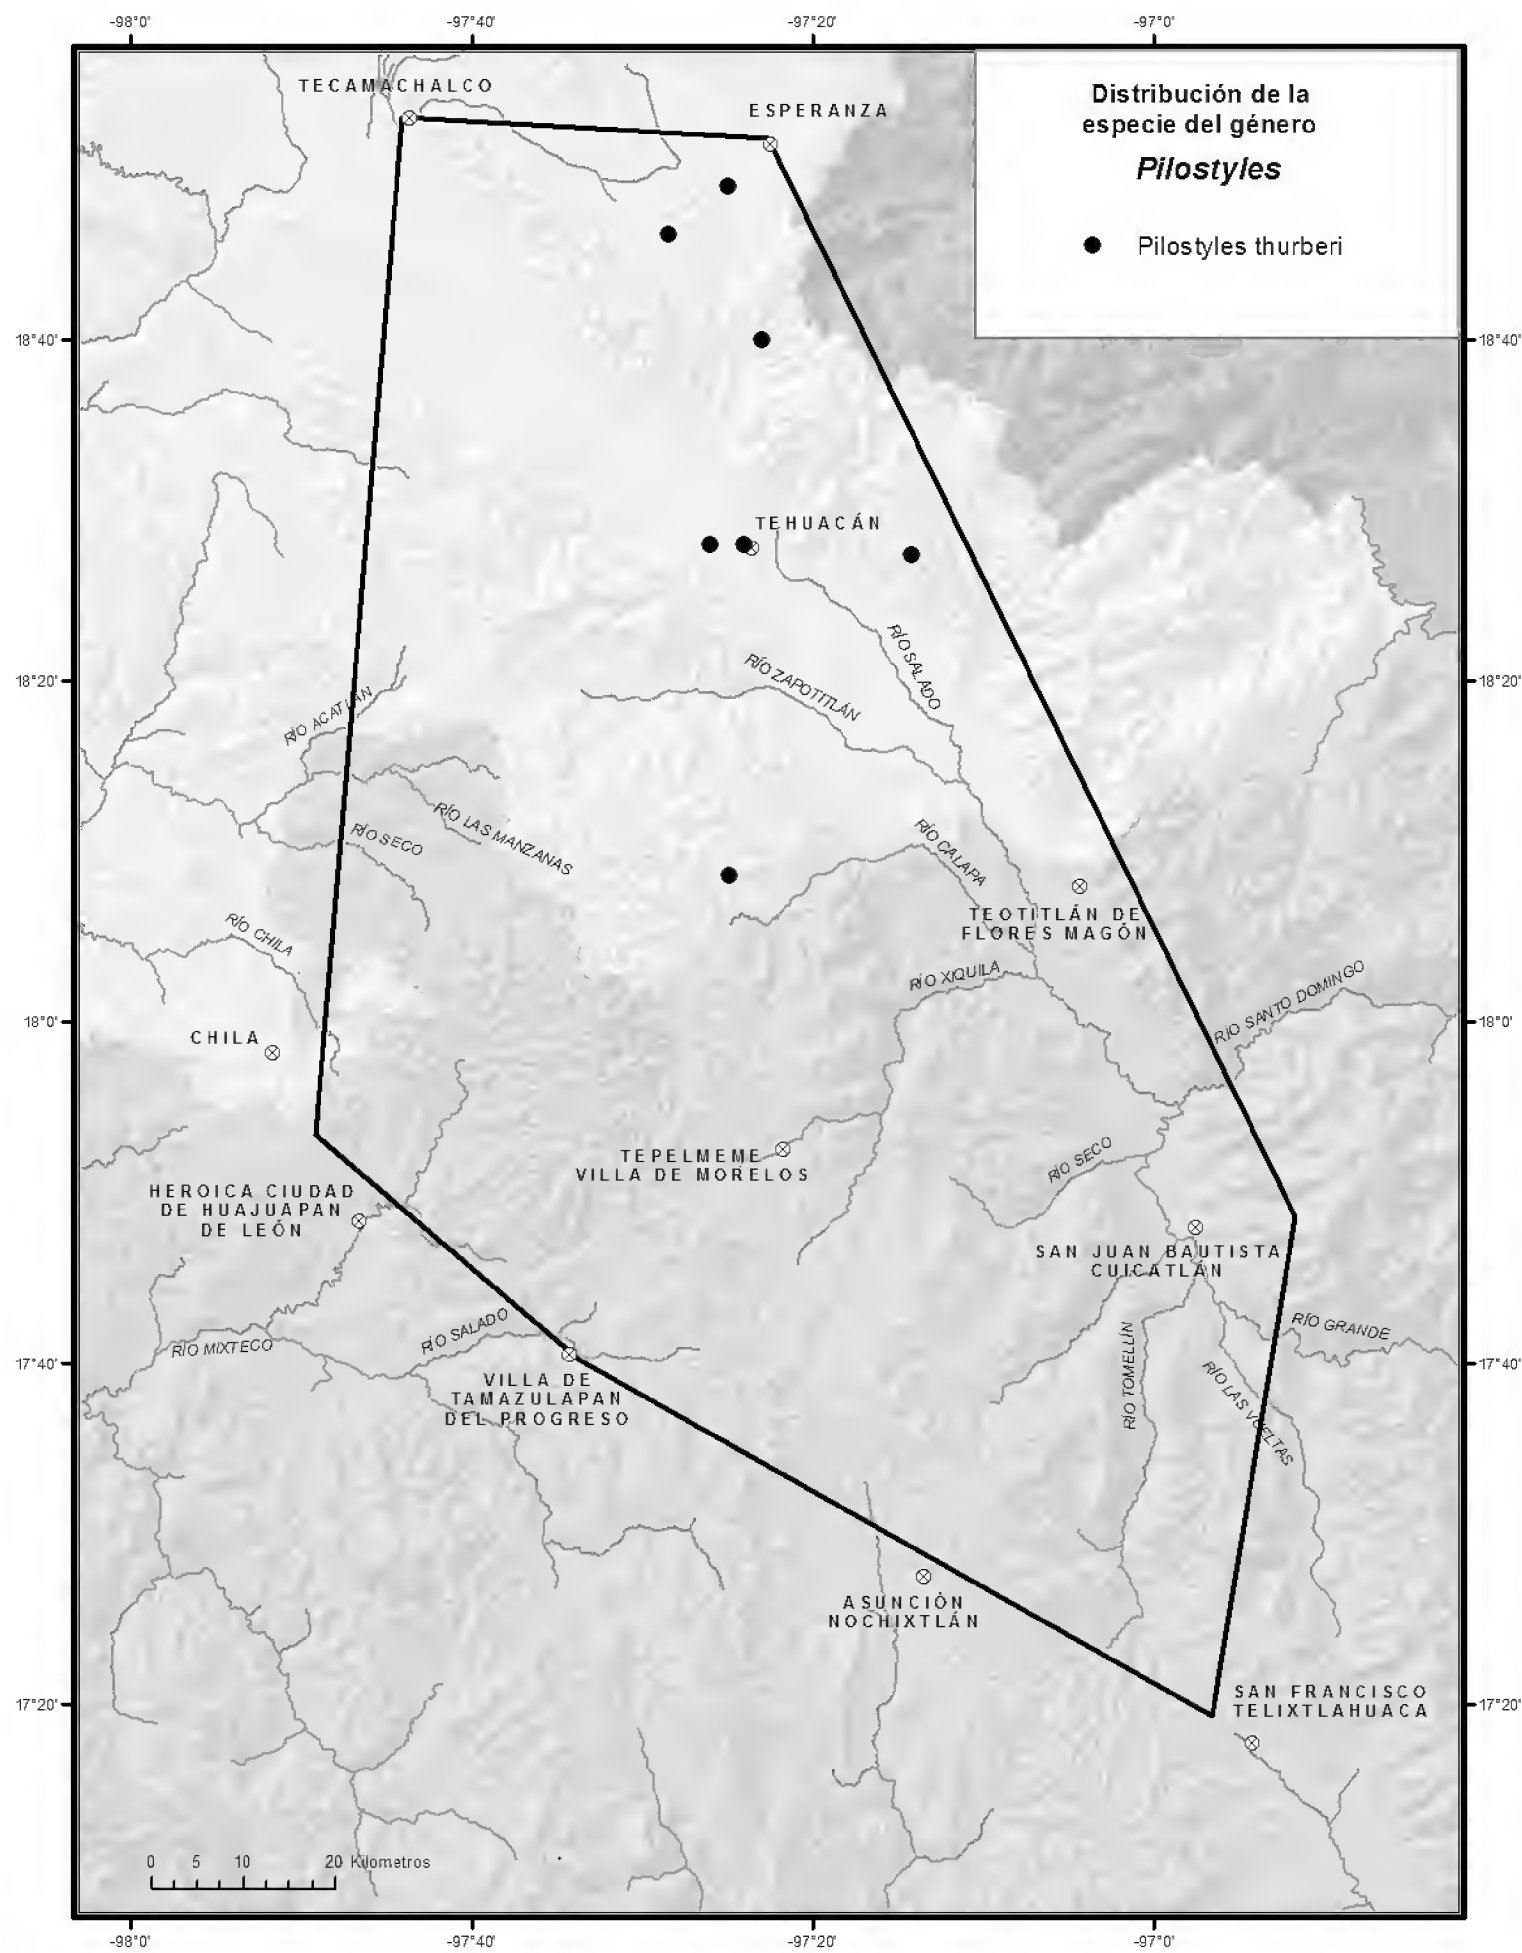 -98°0'
-97°40'
-97°20'
-97°0'
TECAMACHALCO
ESPERANZA
Distribución de la
especie del género
Pilostyles
Pilostyles thurberi
18°40'
18°40'
TEHUACÁN
RÍO SALADO
RÍO ZAPOTITLÁN
18°20'
18°20'
RÍO ACATLÁN
RÍO LAS MANZANAS
RÍO SECO
RÍO CALAPA
TEOTITLÁN DE
FLORES MAGÓN
RÍO CHILA
RÍO XIQUILA
RÍO SANTO DOMINGO
18°0'
18°0'
CHILA
TEPELMEME
VILLA DE MORELOS
RÍO SECO
HEROICA CIUDAD
DE HUAJUAPAN
DE LEÓN
SAN JUAN BAUTISTA
CUICATLÁN
RÍO MIXTECO
RÍO SALADO
RÍO GRANDE
RÍO TOMELLÍN
RÍO LAS VUELTAS
17°40'
17°40'
VILLA DE
TAMAZULAPAN
DEL PROGRESO
ASUNCIÓN
NOCHIXTLÁN
17°20'
17°20'
SAN FRANCISCO
TELIXTLAHUACA
0 5 10 20 Kilometros
-98°0'
-97°40'
-97°20'
-97°0'